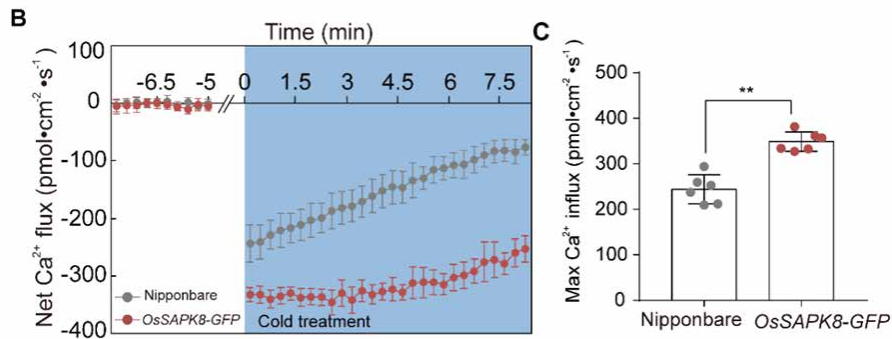 B
Time (min)
-6.5 -5 0 1.5 3 4.5 6 7.5
Net Ca²⁺ flux (pmol•cm⁻² •s⁻¹)
100
0
-100
-200
-300
-400
Nipponbare
OsSAPK8-GFP
Cold treatment
C
Max Ca²⁺ influx (pmol•cm⁻² •s⁻¹)
500
400
300
200
100
0
**
Nipponbare OsSAPK8-GFP